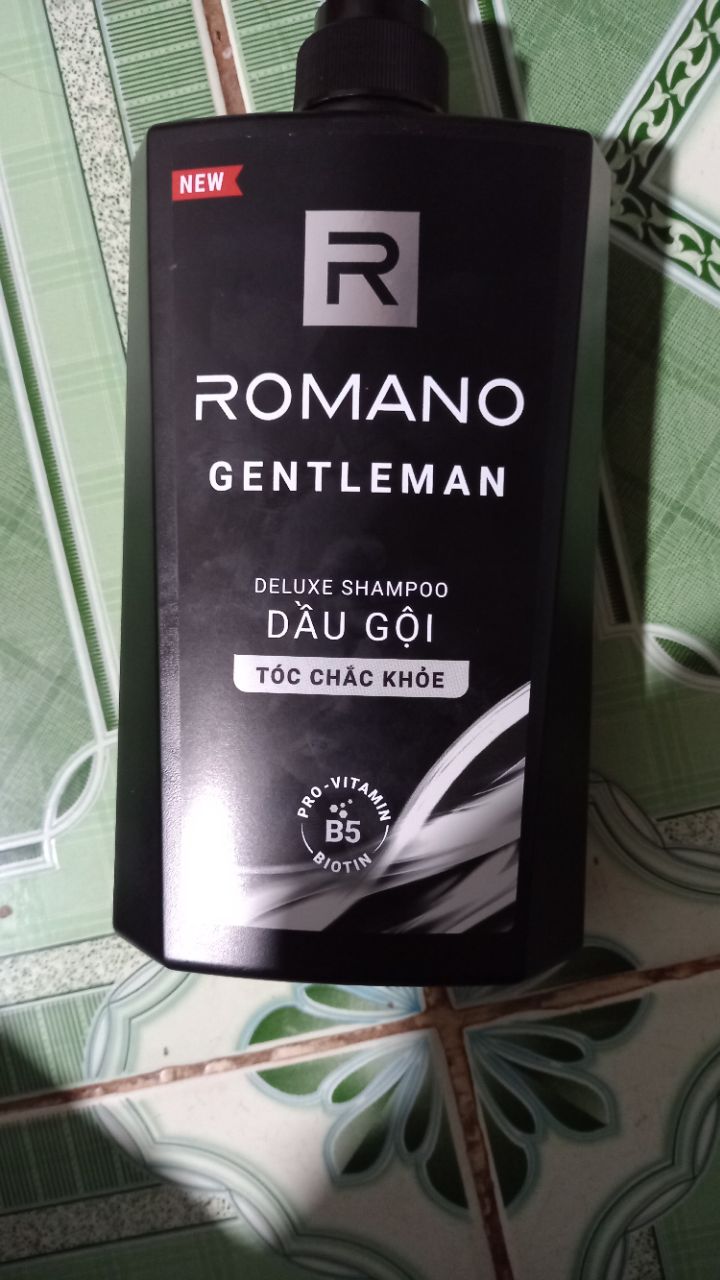 NEW
R
ROMANO
GENTLEMAN
DELUXE SHAMPOO
DẦU GỘI
TÓC CHẮC KHỎE
PRO-VITAMIN
B5
BIOTIN